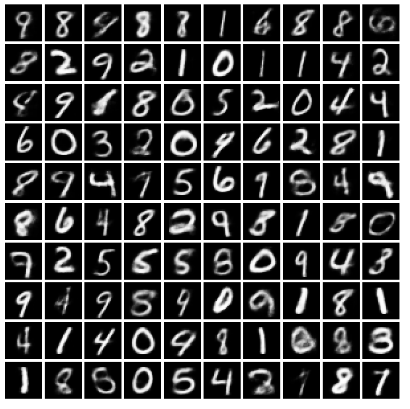 9 8 8 8 1 6 8 8
8 2 9 2 1 0 1 1 4 2
9 8 0 5 2 0 4 4
6 0 3 2 0 9 6 2 8 1
8 9 4 7 5 6 9 8 4 9
8 6 4 8 2 9 8 1 8 0
7 2 5 5 5 8 0 9 4 8
9 4 9 5 9 0 9 1 8 1
4 1 4 0 9 8 1 8 3
1 8 5 0 5 4 2 1 8 7